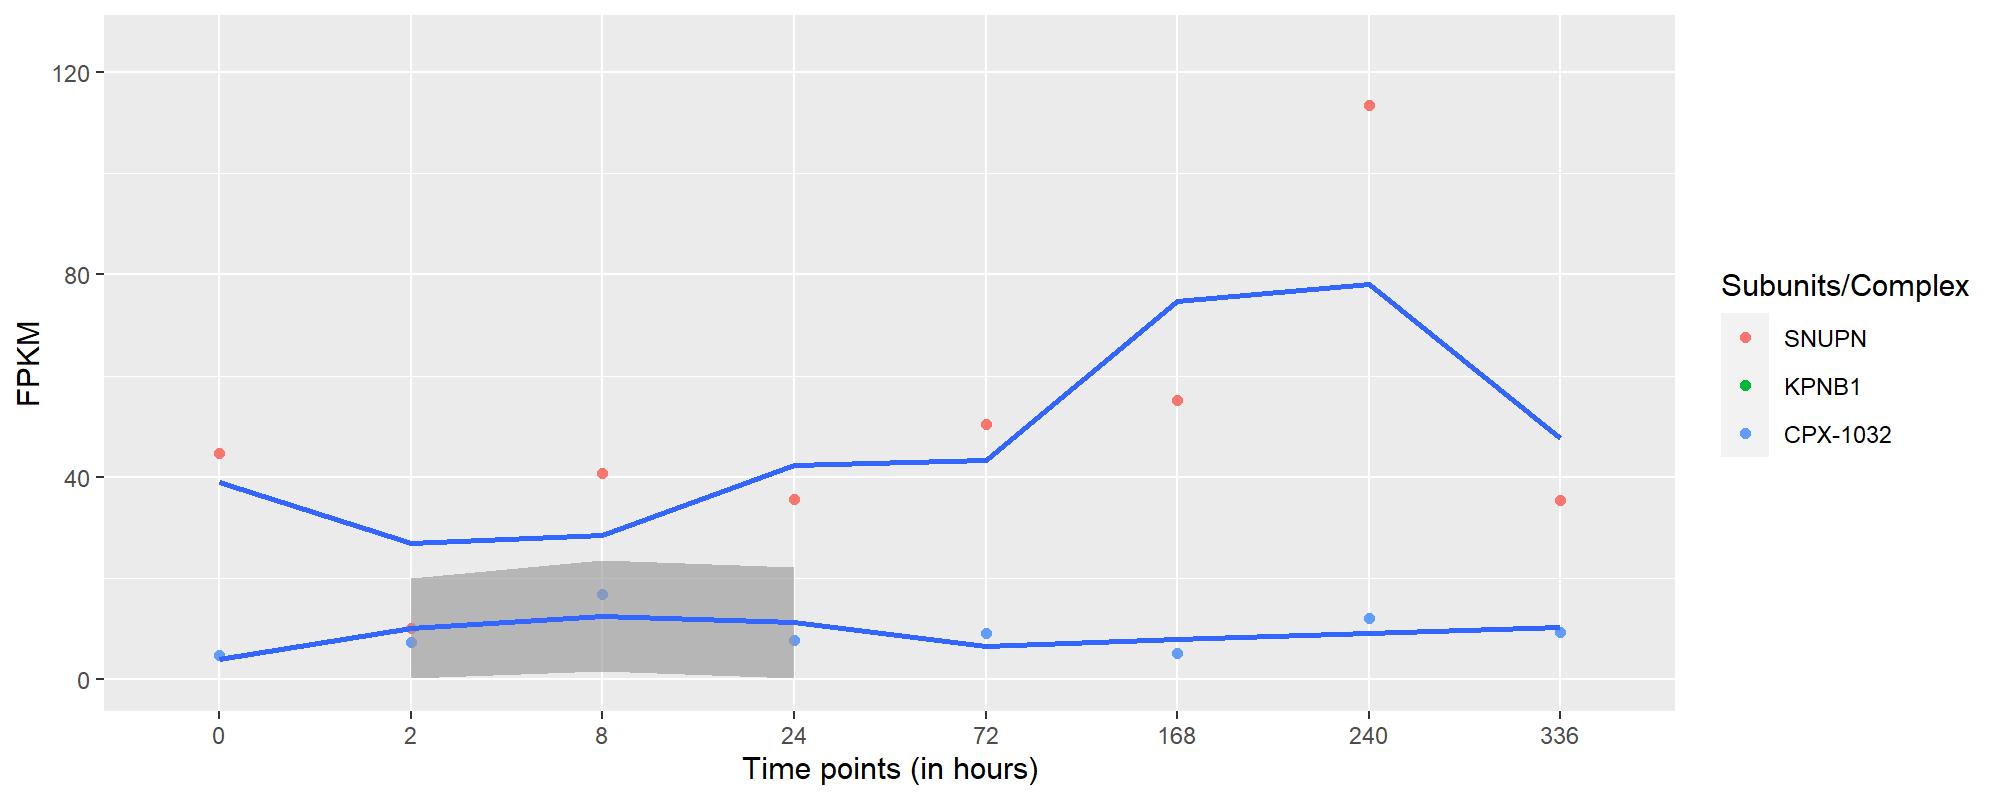 FPKM
120
80
40
0
0 2 8 24 72 168 240 336
Time points (in hours)
Subunits/Complex
SNUPN
KPNB1
CPX-1032